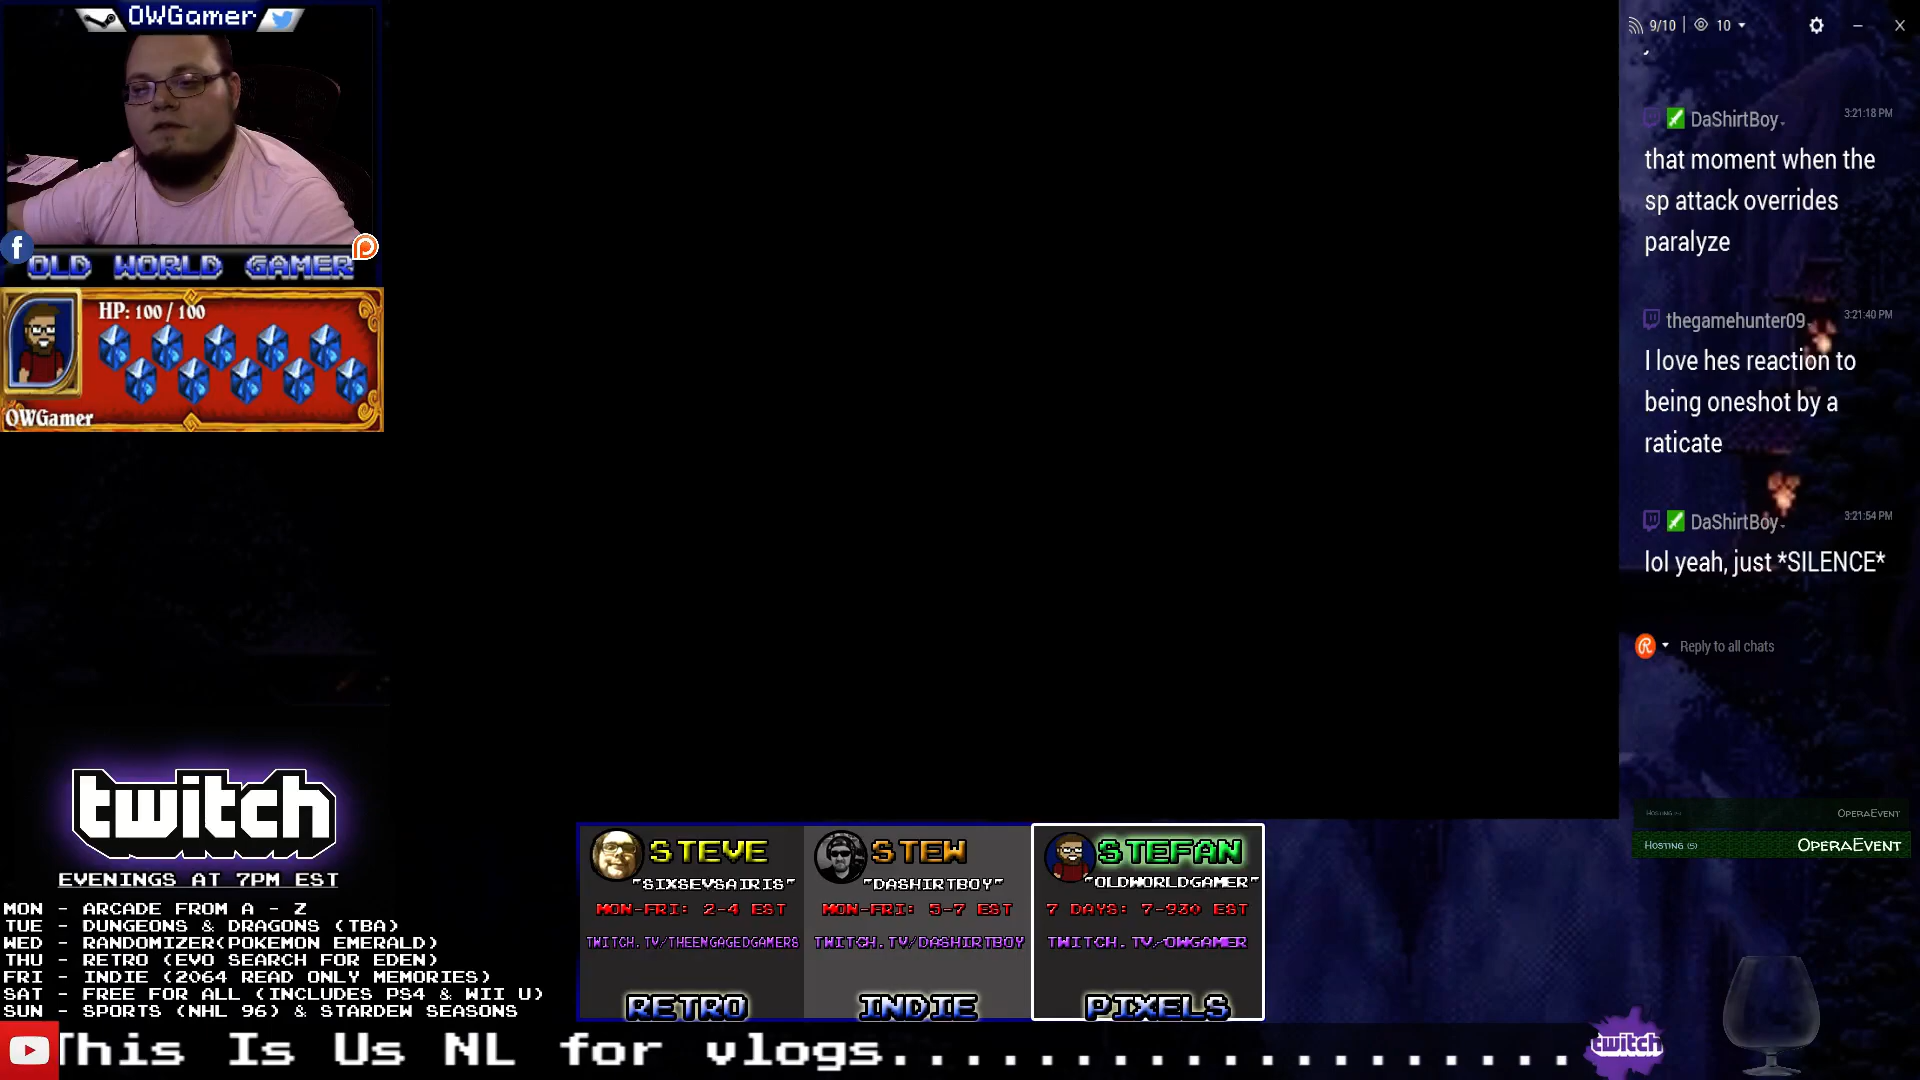 OWGamer
OLD WORLD GAMER
HP: 100 / 100
OWGamer
twitch
EVENINGS AT 7PM EST
MON - ARCADE FROM A - Z
TUE - DUNGEONS & DRAGONS (TBA)
WED - RANDOMIZER(POKEMON EMERALD)
THU - RETRO (EVO SEARCH FOR EDEN)
FRI - INDIE (2064 READ ONLY MEMORIES)
SAT - FREE FOR ALL (INCLUDES PS4 & WII U)
SUN - SPORTS (NHL 96) & STARDEW SEASONS
STEVE
"SIXSEVSAIRIS"
MON-FRI: 2-4 EST
TWITCH.TV/THEENGAGEDGAMERS
RETRO
STEW
"DASHIRTBOY"
MON-FRI: 5-7 EST
TWITCH.TV/DASHIRTBOY
INDIE
STEFAN
"OLDWORLDGAMER"
7 DAYS: 7-930 EST
TWITCH.TV/OWGAMER
PIXELS
9/10 | 10
DaShirtBoy 3:21:18 PM
that moment when the
sp attack overrides
paralyze
thegamehunter09 3:21:40 PM
I love hes reaction to
being oneshot by a
raticate
DaShirtBoy 3:21:54 PM
lol yeah, just *SILENCE*
Reply to all chats
Hosting (5) OperaEvent
Hosting (5) OperaEvent
This Is Us NL for vlogs...................
twitch